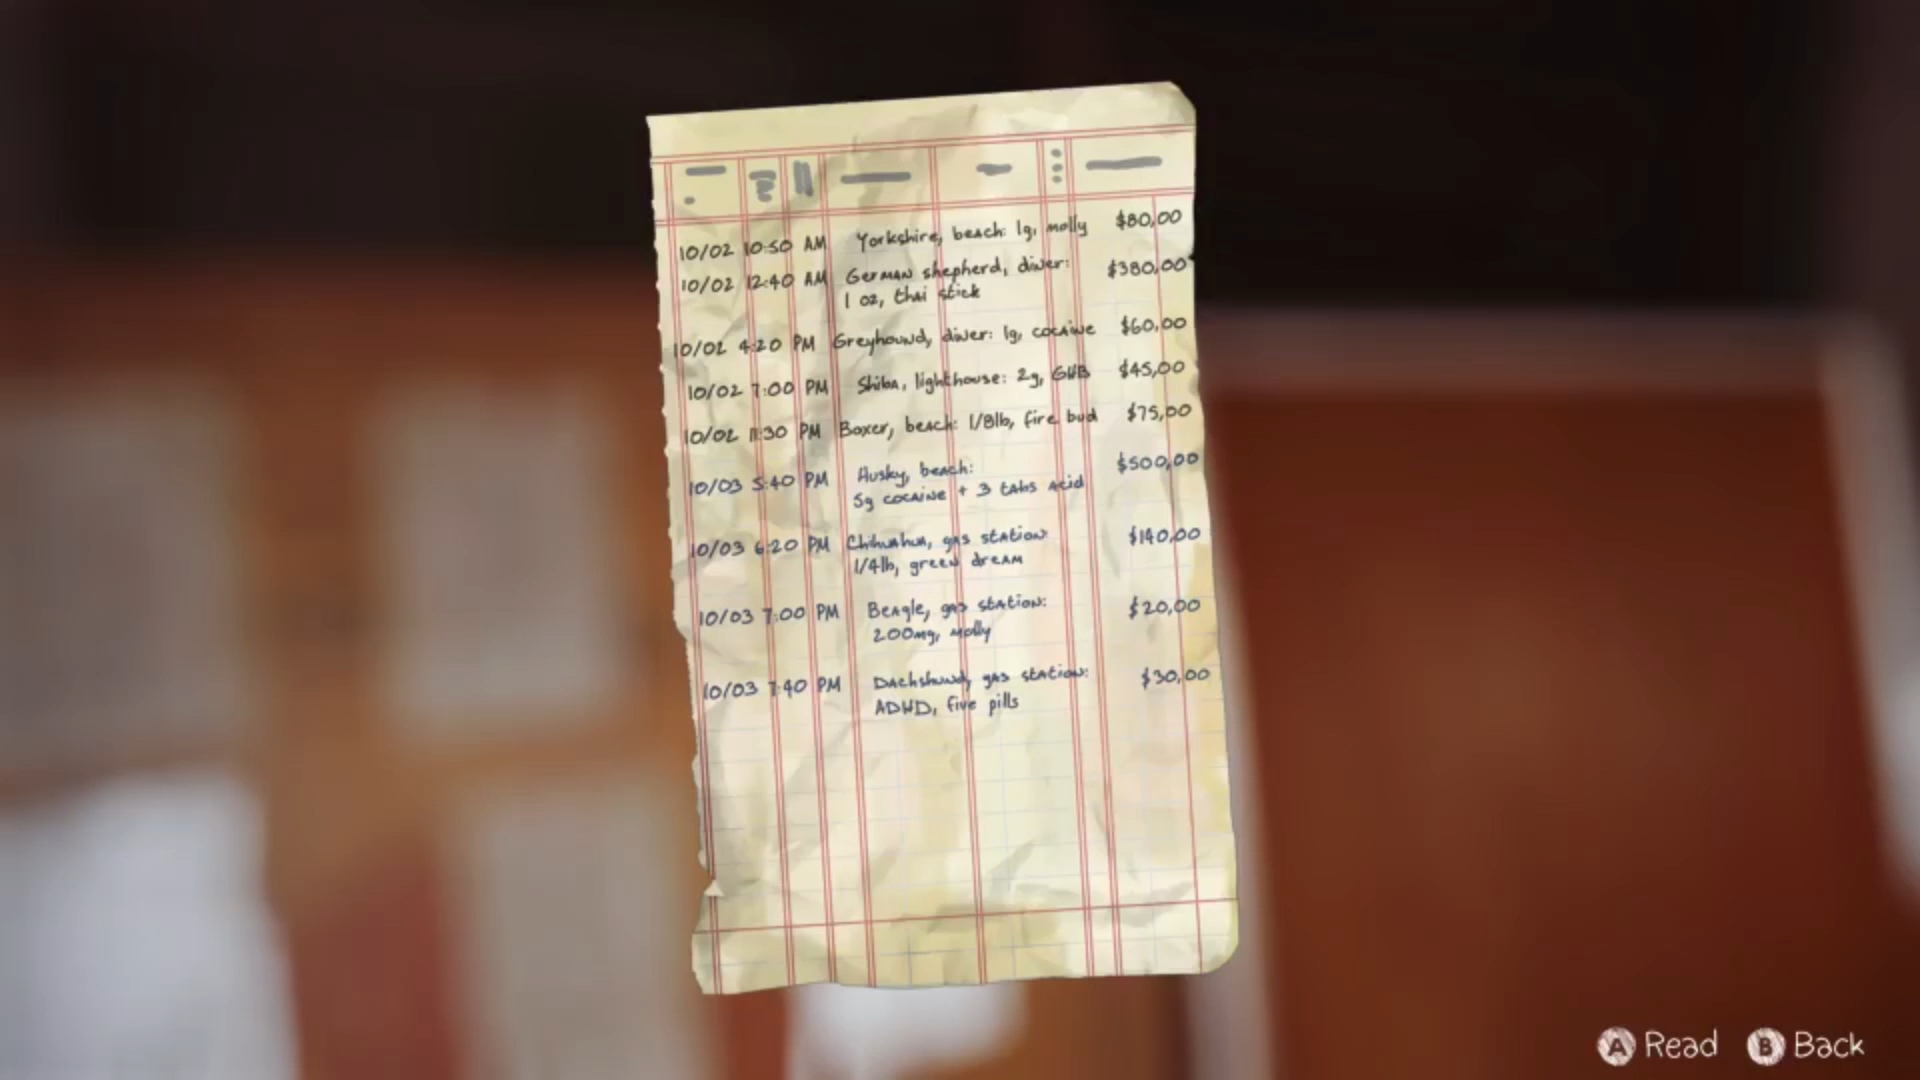 10/02 10:50 AM Yorkshire, beach: 1g, molly $80,00
10/02 12:40 AM German shepherd, diner: $380,00
1 oz, thai stick
10/02 4:20 PM Greyhound, diner: 1g, cocaine $60,00
10/02 7:00 PM Shiba, lighthouse: 2g, GHB $45,00
10/02 11:30 PM Boxer, beach: 1/8lb, fire bud $75,00
10/03 5:40 PM Husky, beach: $500,00
5g cocaine + 3 tabs acid
10/03 6:20 PM Chihuahua, gas station: $140,00
1/4lb, green dream
10/03 7:00 PM Beagle, gas station: $20,00
200mg, molly
10/03 7:40 PM Dachshund, gas station: $30,00
ADHD, five pills
A Read B Back